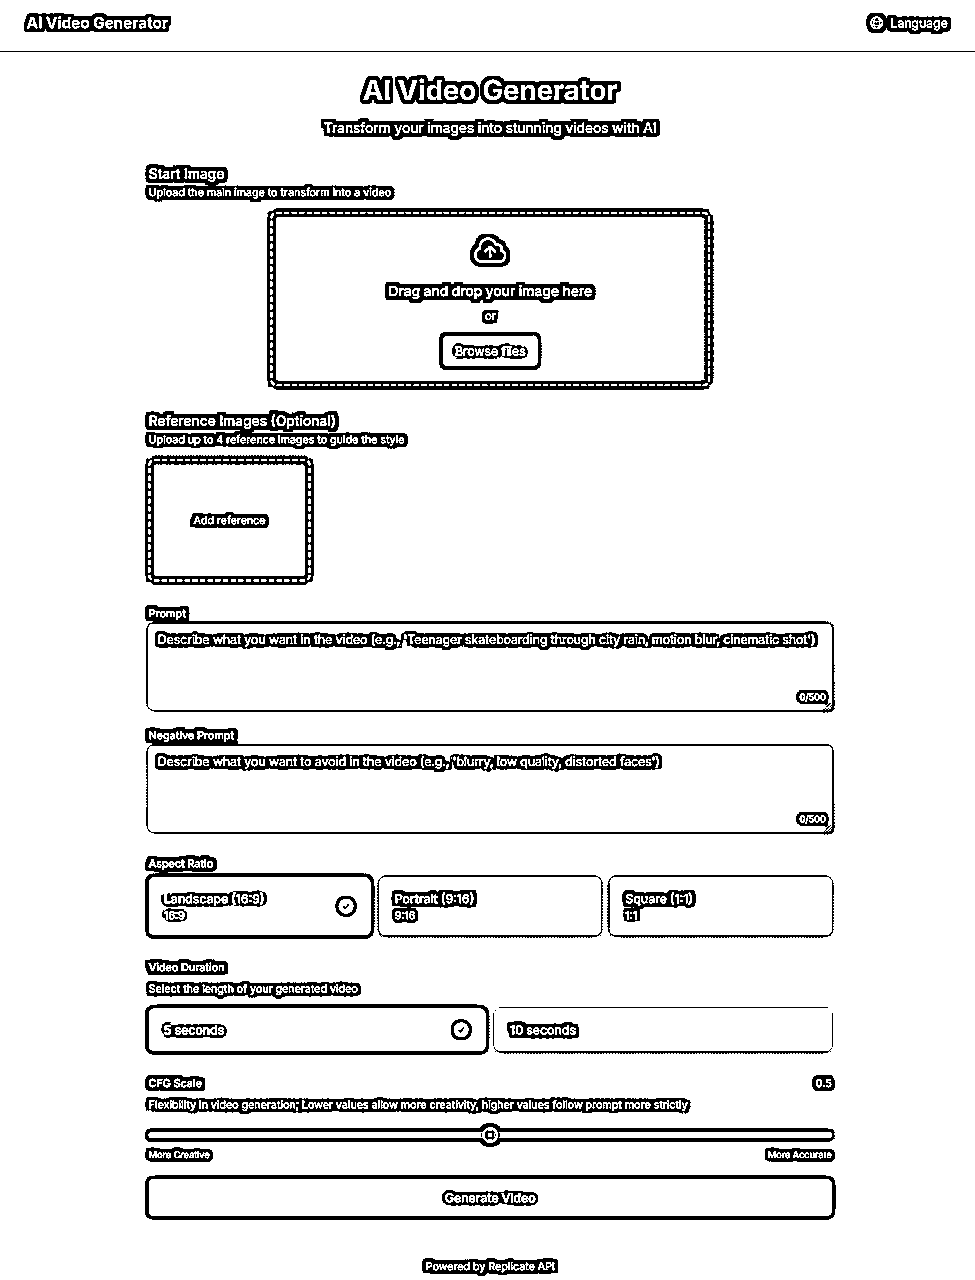 AI Video Generator
Language
AI Video Generator
Transform your images into stunning videos with AI
Start Image
Upload the main image to transform into a video
Drag and drop your image here
or
Browse files
Reference Images (Optional)
Upload up to 4 reference images to guide the style
Add reference
Prompt
Describe what you want in the video (e.g., 'Teenager skateboarding through city rain, motion blur, cinematic shot')
0/500
Negative Prompt
Describe what you want to avoid in the video (e.g., 'blurry, low quality, distorted faces')
0/500
Aspect Ratio
Landscape (16:9)
16:9
Portrait (9:16)
9:16
Square (1:1)
1:1
Video Duration
Select the length of your generated video
5 seconds
10 seconds
CFG Scale
0.5
Flexibility in video generation; Lower values allow more creativity, higher values follow prompt more strictly
More Creative
More Accurate
Generate Video
Powered by Replicate API